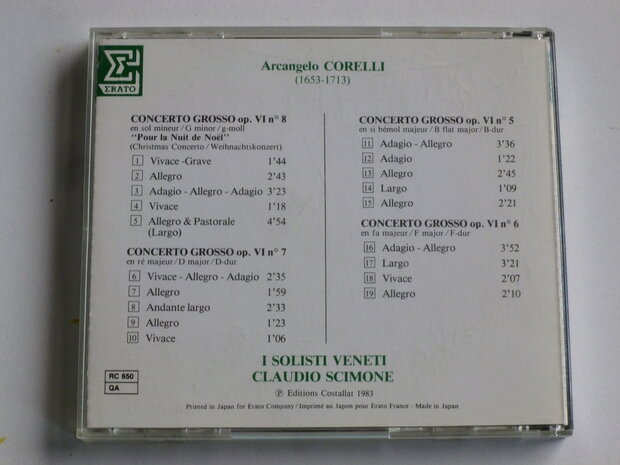 ERATO
Arcangelo CORELLI
(1653-1713)
CONCERTO GROSSO op. VI n° 8
en sol mineur/G minor/g-moll
"Pour la Nuit de Noël"
(Christmas Concerto/Weihnachtskonzert)
1 Vivace -Grave 1'44
2 Allegro 2'43
3 Adagio - Allegro - Adagio 3'23
4 Vivace 1'18
5 Allegro & Pastorale 4'54
(Largo)
CONCERTO GROSSO op. VI n° 7
en ré majeur/D major/D-dur
6 Vivace - Allegro - Adagio 2'35
7 Allegro 1'59
8 Andante largo 2'33
9 Allegro 1'23
10 Vivace 1'06
CONCERTO GROSSO op. VI n° 5
en si bémol majeur/B flat major/B-dur
11 Adagio - Allegro 3'36
12 Adagio 1'22
13 Allegro 2'45
14 Largo 1'09
15 Allegro 2'21
CONCERTO GROSSO op. VI n° 6
en fa majeur/F major/F-dur
16 Adagio - Allegro 3'52
17 Largo 3'21
18 Vivace 2'07
19 Allegro 2'10
I SOLISTI VENETI
CLAUDIO SCIMONE
RC 650
QA
℗ Editions Costallat 1983
Printed in Japan for Erato Company/Imprimé au Japon pour Erato France - Made in Japan